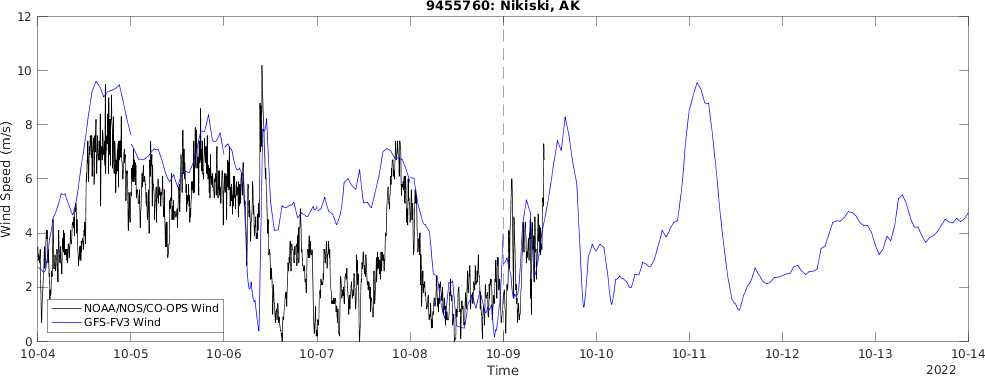 9455760: Nikiski, AK
12
10
8
6
4
2
0
Wind Speed (m/s)
NOAA/NOS/CO-OPS Wind
GFS-FV3 Wind
10-04 10-05 10-06 10-07 10-08 10-09 10-10 10-11 10-12 10-13 10-14
Time
2022